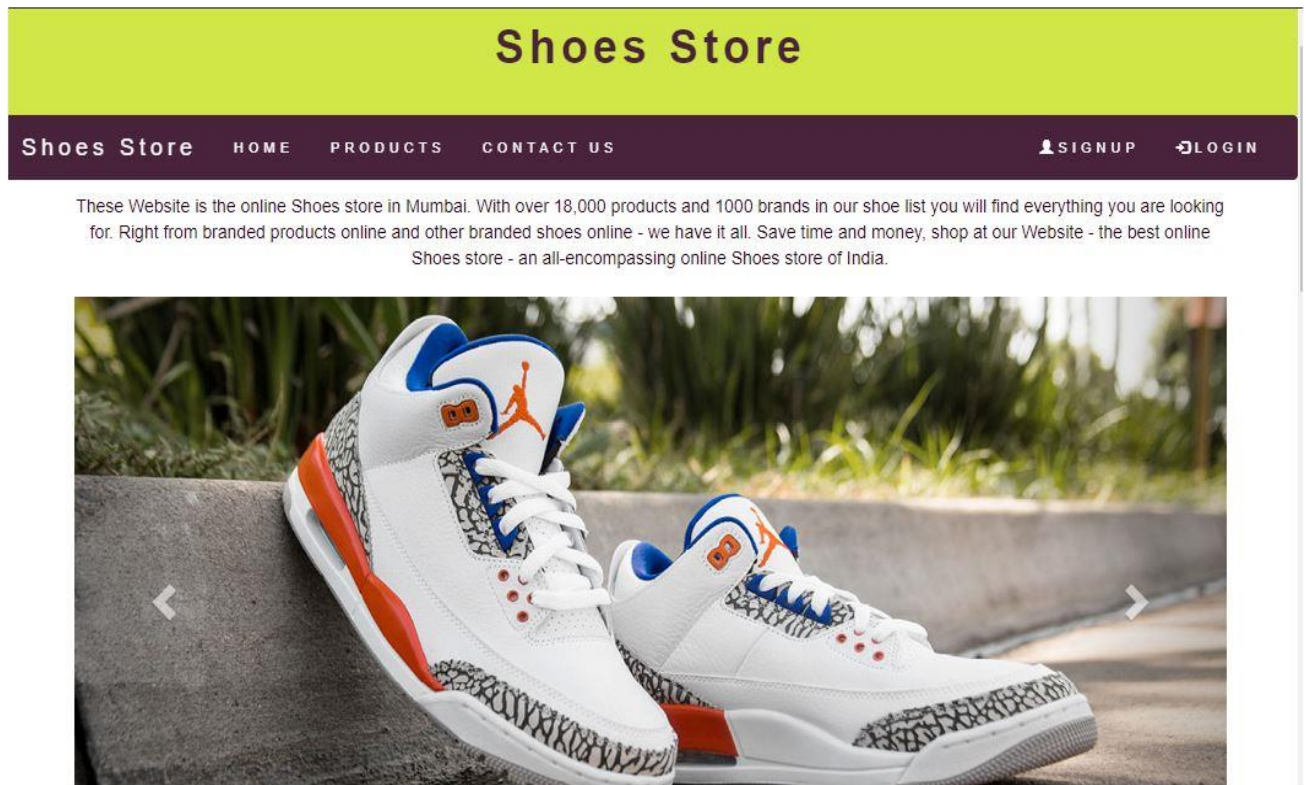 Shoes Store
Shoes Store HOME PRODUCTS CONTACT US SIGNUP LOGIN
These Website is the online Shoes store in Mumbai. With over 18,000 products and 1000 brands in our shoe list you will find everything you are looking
for. Right from branded products online and other branded shoes online - we have it all. Save time and money, shop at our Website - the best online
Shoes store - an all-encompassing online Shoes store of India.